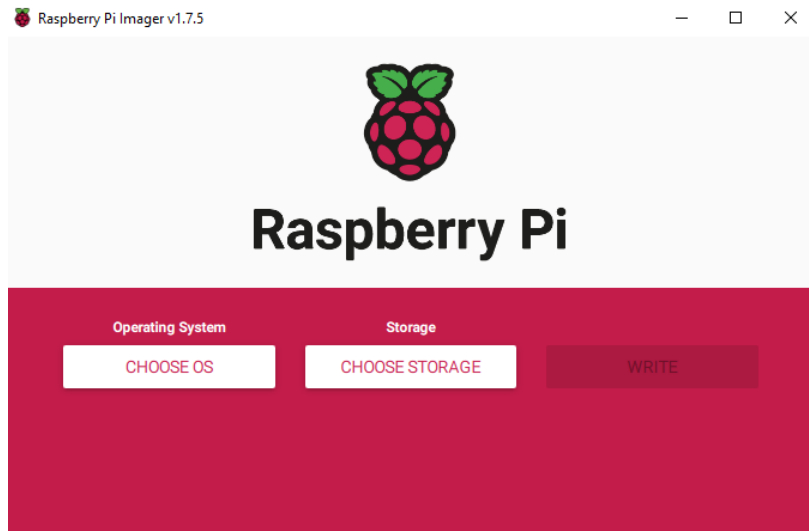 Raspberry Pi Imager v1.7.5
Raspberry Pi
Operating System
Storage
CHOOSE OS
CHOOSE STORAGE
WRITE